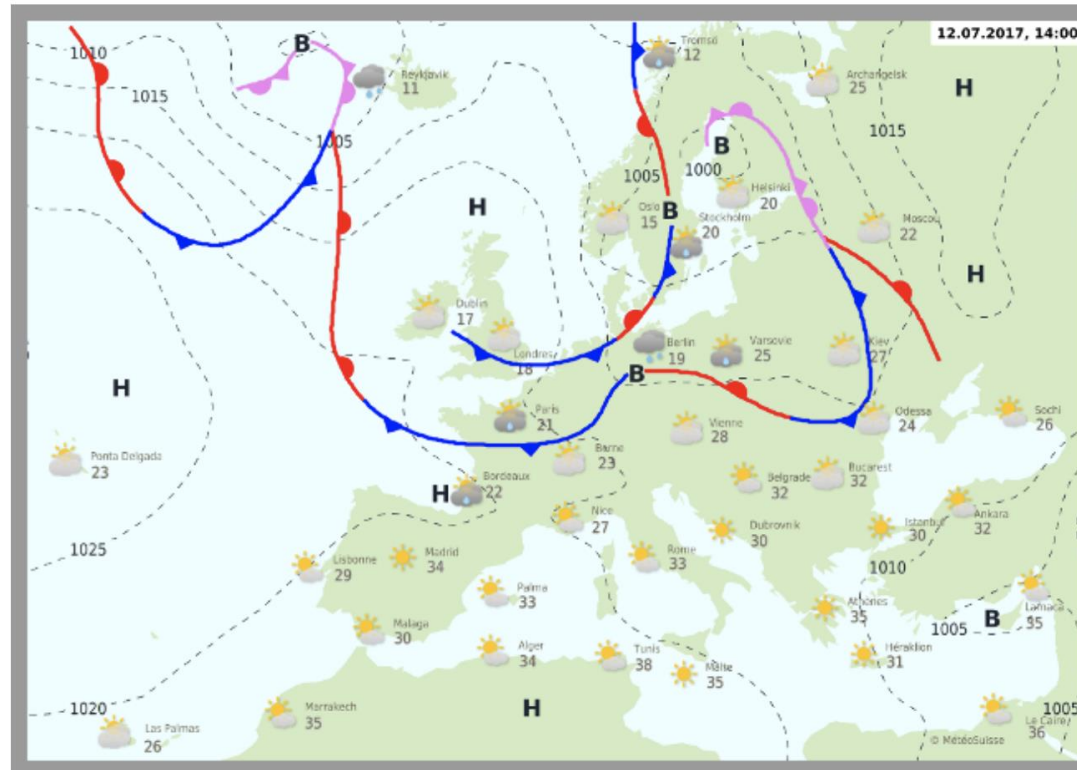 12.07.2017, 14:00
B
Tromsø
12
1010
Reykjavik
11
Archangelsk
25
H
1015
1015
1005
B
1000
1005
Helsinki
20
H
Oslo
15
B
Stockholm
20
Moscou
22
H
Dublin
17
Londres
18
Berlin
19
Varsovie
25
Kiev
27
B
H
Paris
21
Vienne
28
Odessa
24
Sochi
26
Ponta Delgada
23
Berne
23
Bordeaux
22
H
Belgrade
32
Bucarest
32
Nice
27
Dubrovnik
30
Istanbul
30
Ankara
32
1025
Lisbonne
29
Madrid
34
Rome
33
1010
Palma
33
Athènes
35
B
Larnaca
35
1005
Malaga
30
Alger
34
Tunis
38
Malte
35
Héraklion
31
1020
Marrakech
35
H
1005
Las Palmas
26
Le Caire
36
© MétéoSuisse